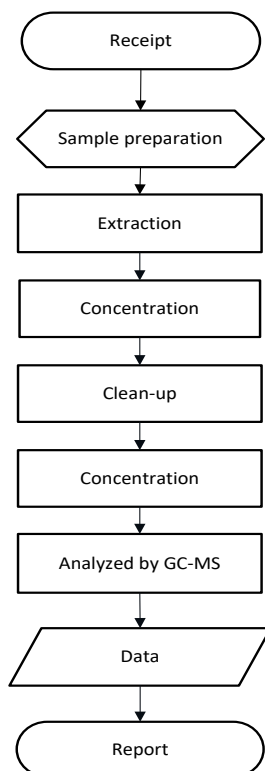 Receipt
Sample preparation
Extraction
Concentration
Clean-up
Concentration
Analyzed by GC-MS
Data
Report